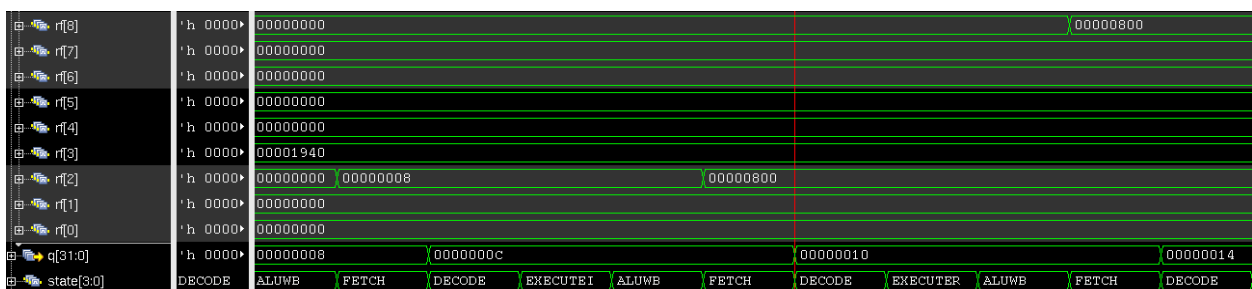 rf[8] 'h 0000 00000000 00000800
rf[7] 'h 0000 00000000
rf[6] 'h 0000 00000000
rf[5] 'h 0000 00000000
rf[4] 'h 0000 00000000
rf[3] 'h 0000 00001940
rf[2] 'h 0000 00000000 00000008 00000800
rf[1] 'h 0000 00000000
rf[0] 'h 0000 00000000
q[31:0] 'h 0000 00000008 0000000C 00000010 00000014
state[3:0] DECODE ALUWB FETCH DECODE EXECUTEI ALUWB FETCH DECODE EXECUTER ALUWB FETCH DECODE